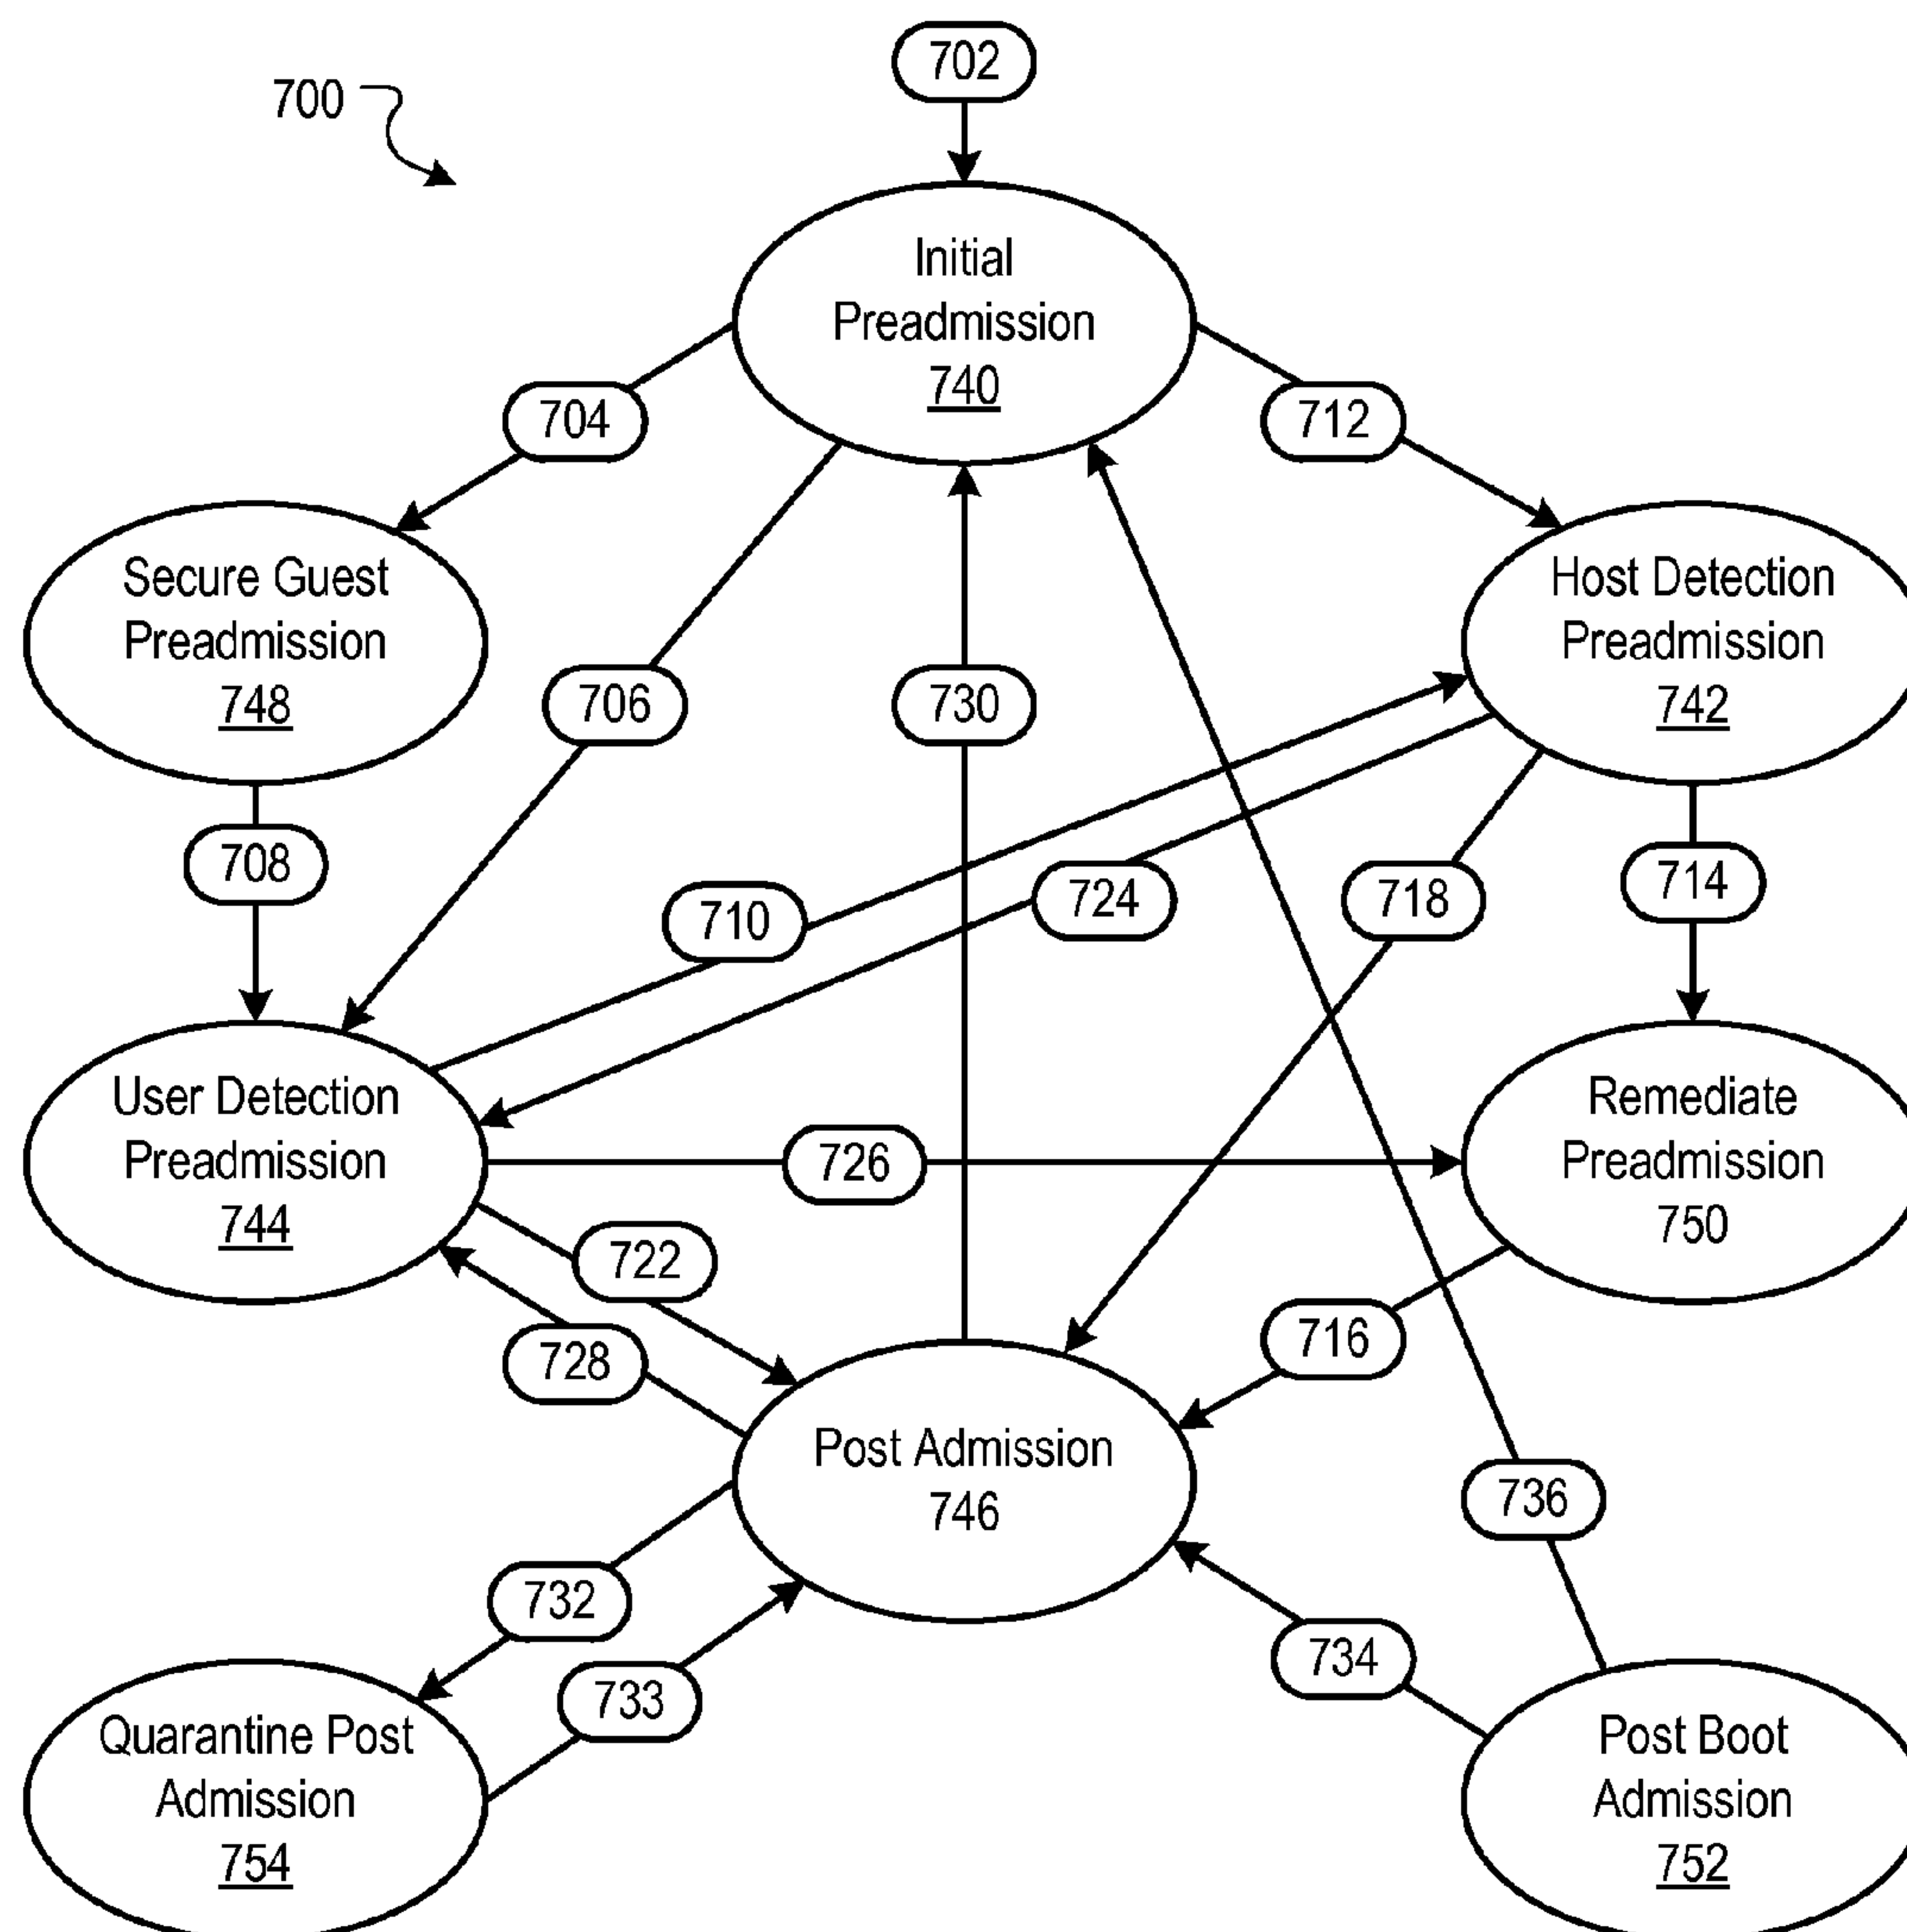 702
700
Initial
Preadmission
740
704
712
Secure Guest
Preadmission
748
Host Detection
Preadmission
742
706
730
708
710
724
718
714
User Detection
Preadmission
744
Remediate
Preadmission
750
726
722
728
716
Post Admission
746
736
732
733
734
Quarantine Post
Admission
754
Post Boot
Admission
752